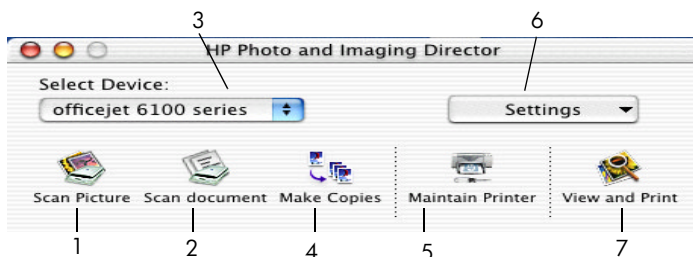 3 6
HP Photo and Imaging Director
Select Device:
officejet 6100 series Settings
Scan Picture Scan document Make Copies Maintain Printer View and Print
1 2 4 5 7